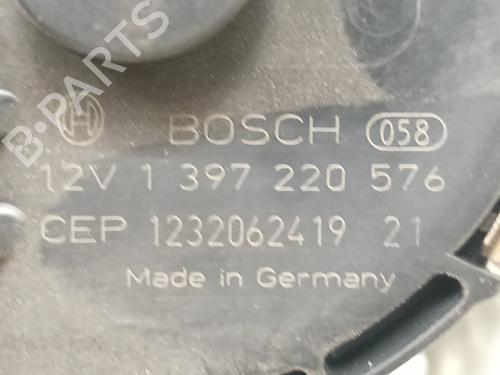 BOSCH 058
12V 1 397 220 576
CEP 1232062419 21
Made in Germany
B-PARTS